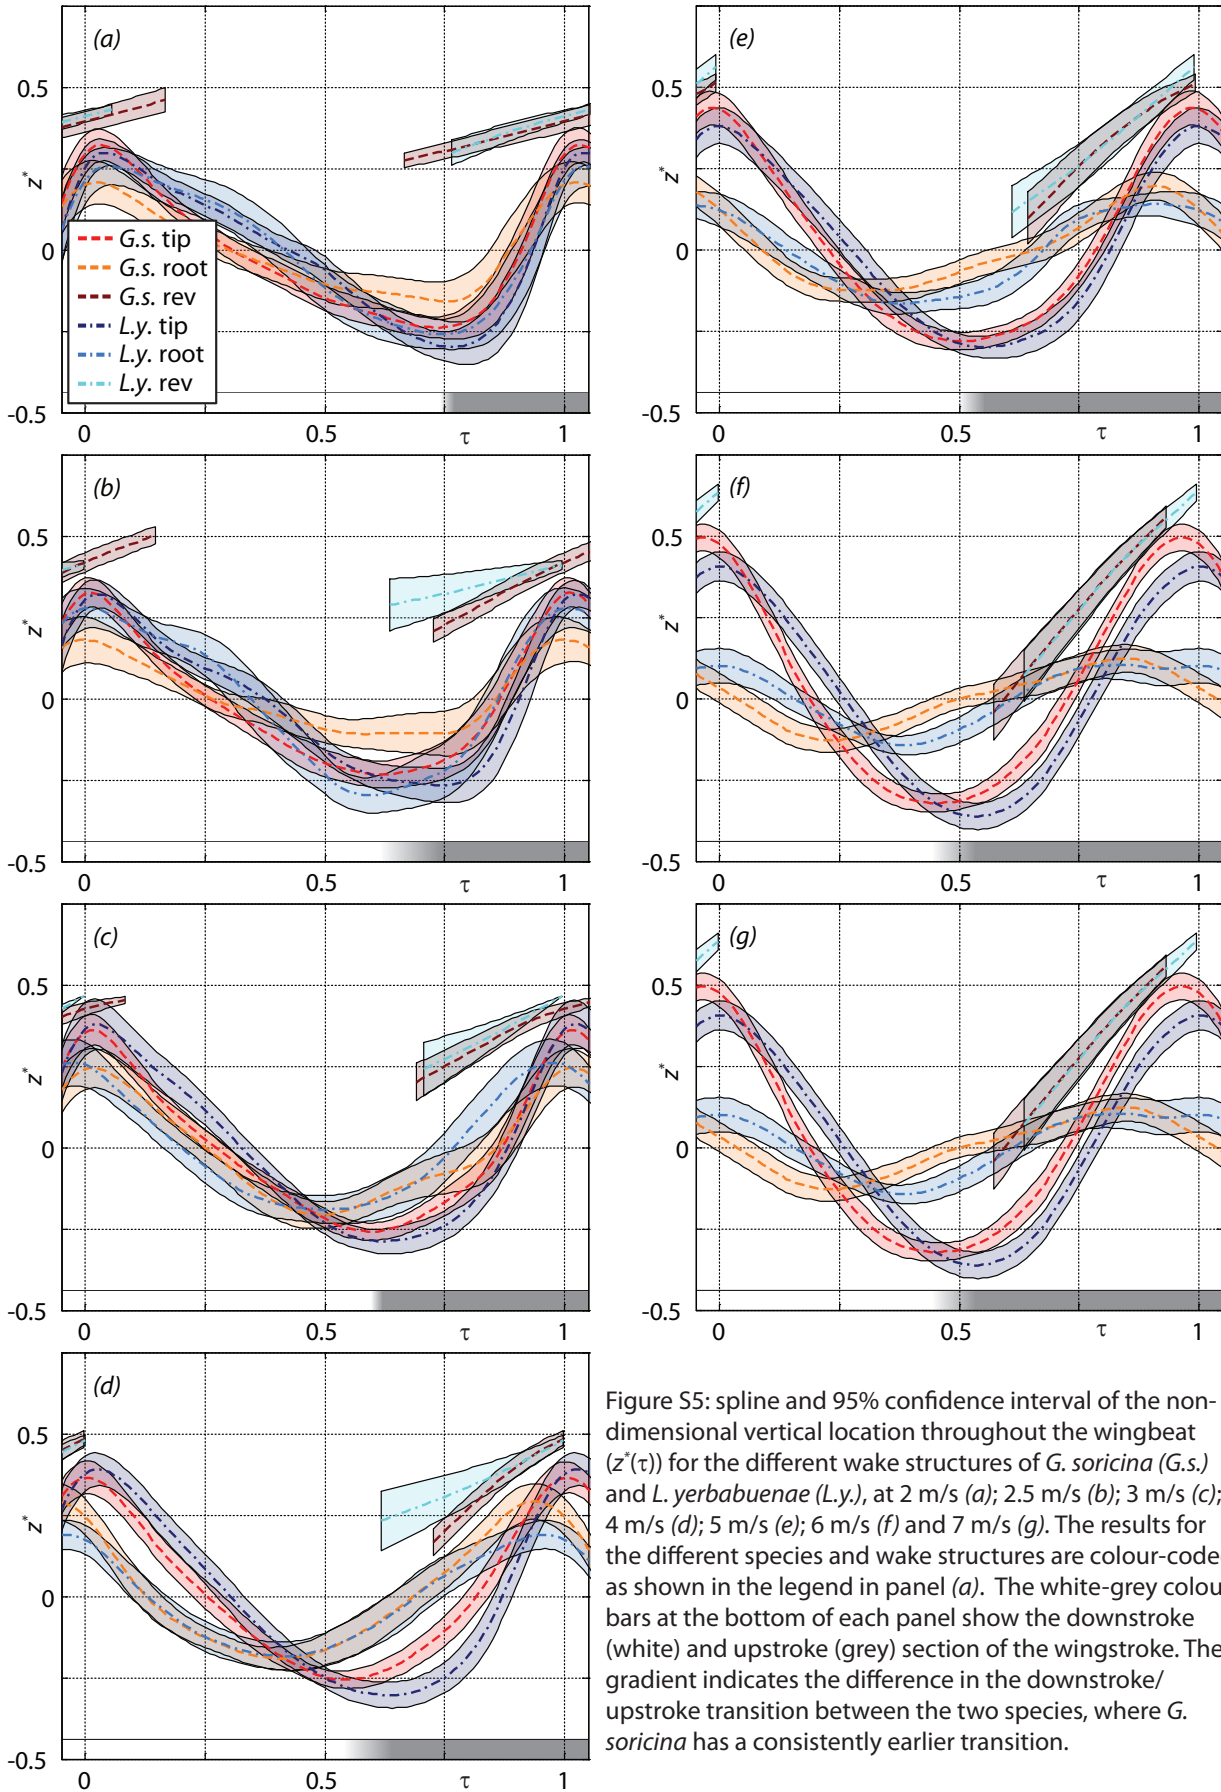 (a)
0.5
z*
0
-0.5
0
0.5
τ
1
G.s. tip
G.s. root
G.s. rev
L.y. tip
L.y. root
L.y. rev
(b)
0.5
z*
0
-0.5
0
0.5
τ
1
(c)
0.5
z*
0
-0.5
0
0.5
τ
1
(d)
0.5
z*
0
-0.5
0
0.5
τ
1
(e)
0.5
z*
0
-0.5
0
0.5
τ
1
(f)
0.5
z*
0
-0.5
0
0.5
τ
1
(g)
0.5
z*
0
-0.5
0
0.5
τ
1
Figure S5: spline and 95% confidence interval of the non-
dimensional vertical location throughout the wingbeat
(z*(τ)) for the different wake structures of G. soricina (G.s.)
and L. yerbabuenae (L.y.), at 2 m/s (a); 2.5 m/s (b); 3 m/s (c);
4 m/s (d); 5 m/s (e); 6 m/s (f) and 7 m/s (g). The results for
the different species and wake structures are colour-code
as shown in the legend in panel (a). The white-grey colou
bars at the bottom of each panel show the downstroke
(white) and upstroke (grey) section of the wingstroke. The
gradient indicates the difference in the downstroke/
upstroke transition between the two species, where G.
soricina has a consistently earlier transition.